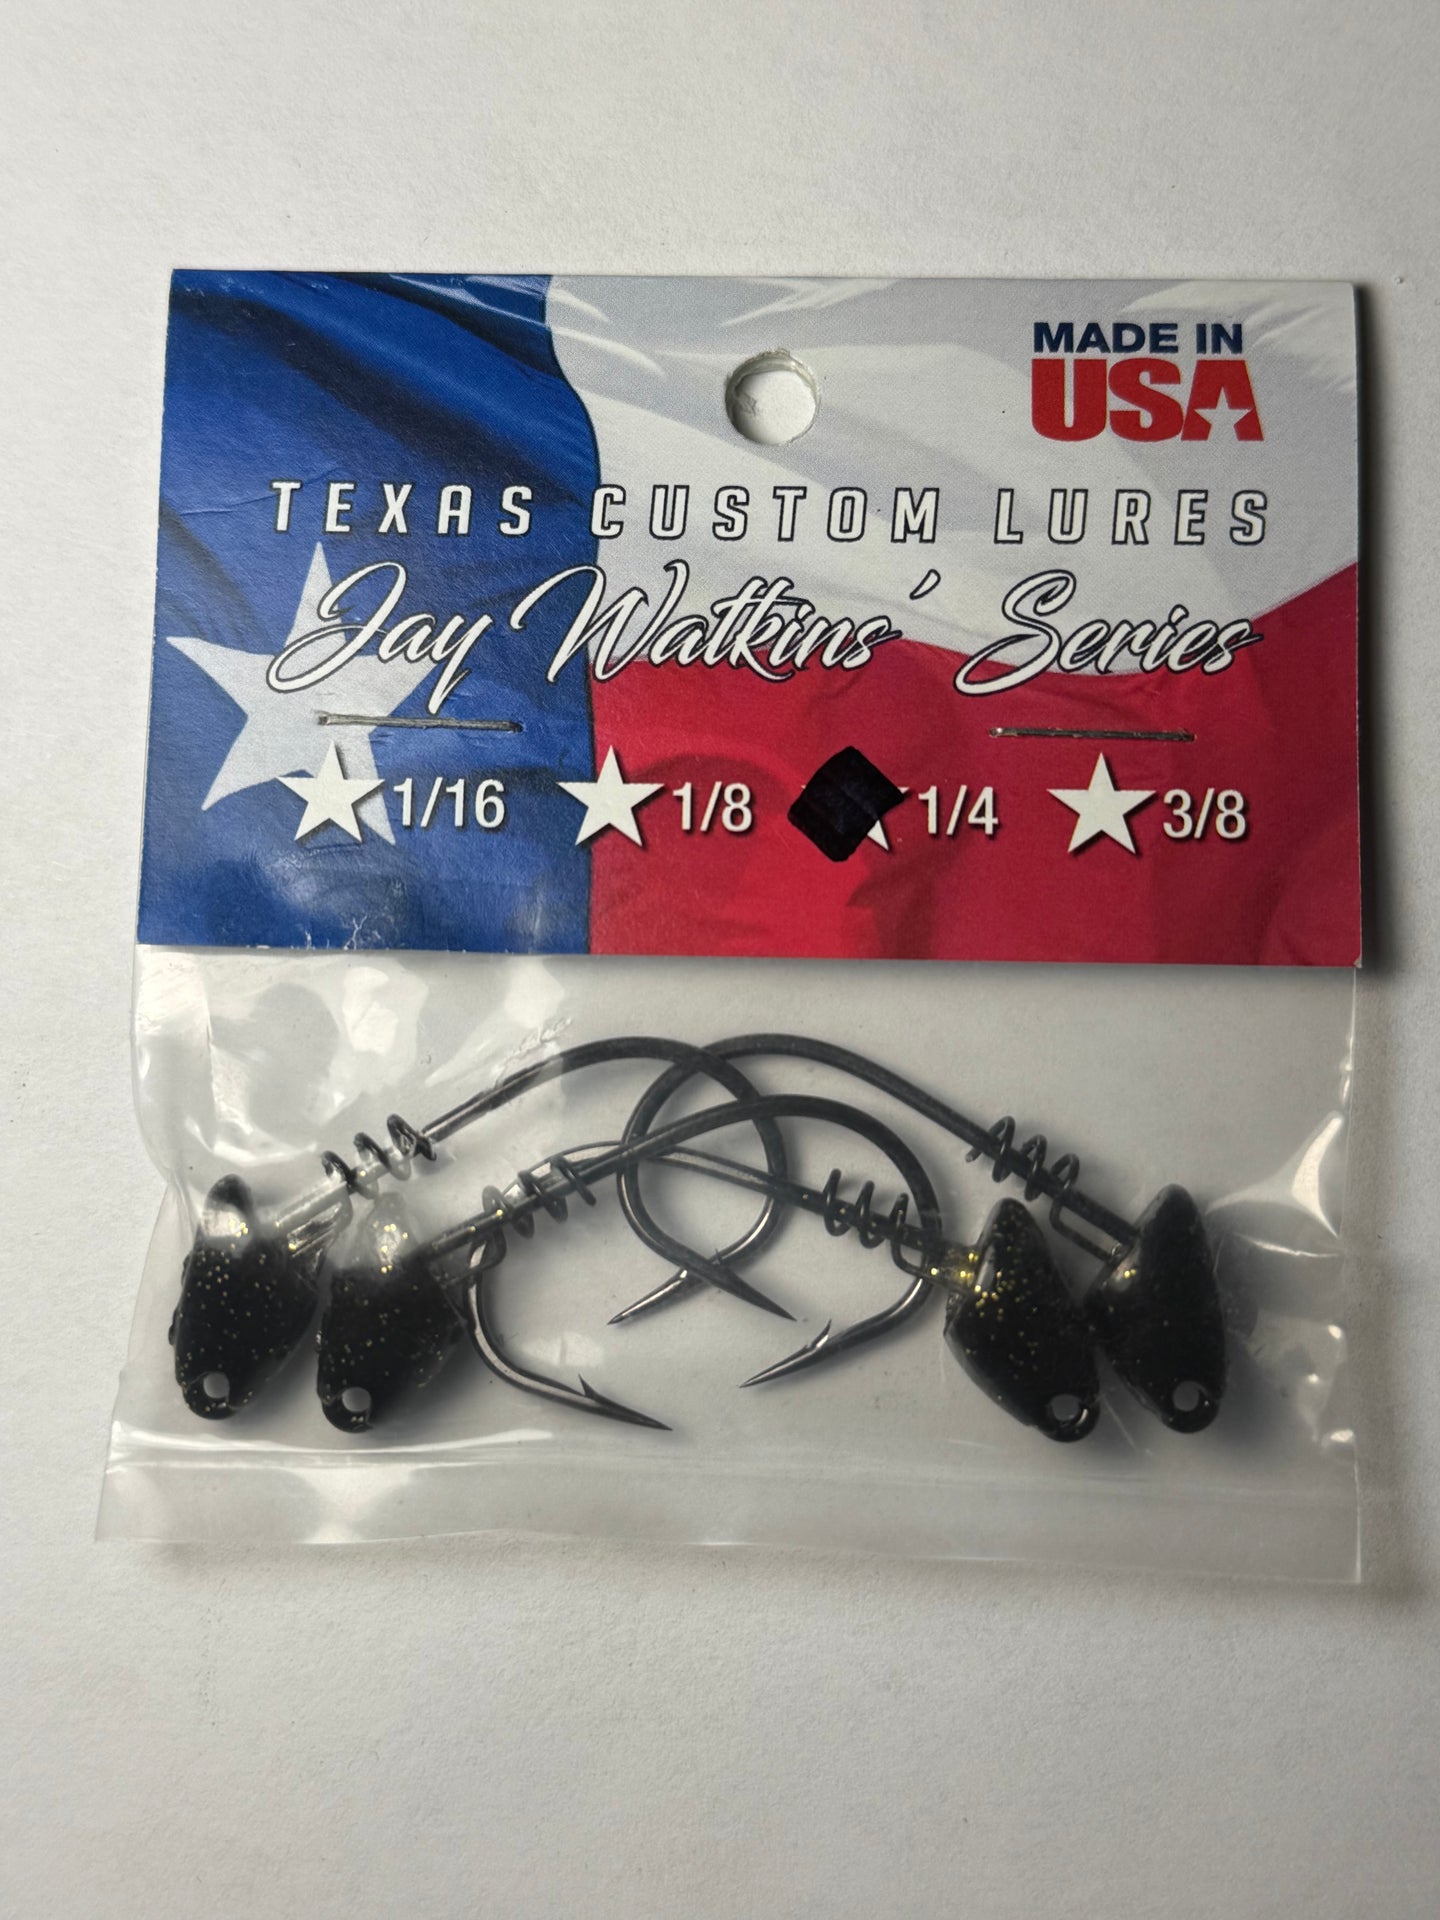 MADE IN
USA
TEXAS CUSTOM LURES
Jay Watkins' Series
1/16 1/8 1/4 3/8